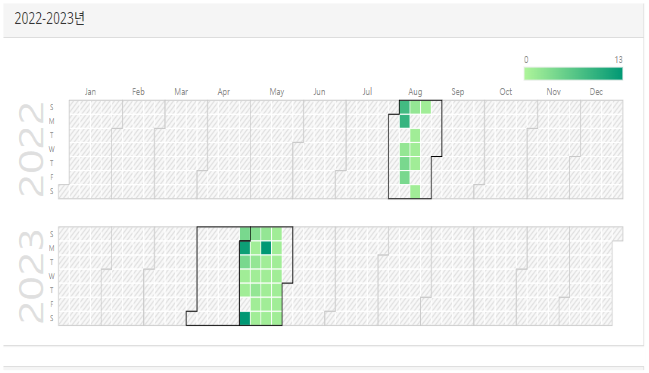 2022-2023년
0 13
Jan Feb Mar Apr May Jun Jul Aug Sep Oct Nov Dec
2022
S
M
T
W
T
F
S
2023
S
M
T
W
T
F
S